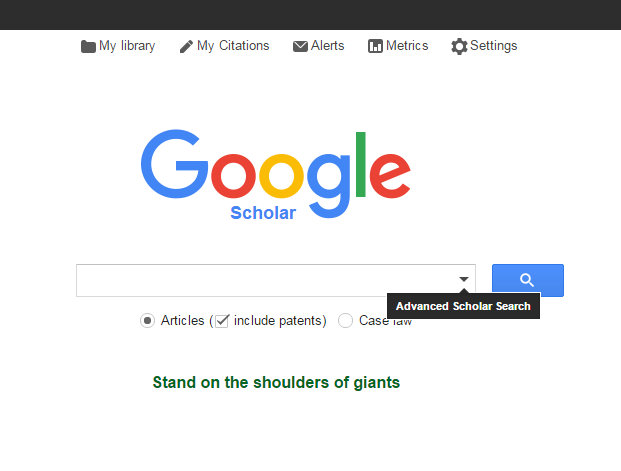 My library My Citations Alerts Metrics Settings
Google
Scholar
Advanced Scholar Search
Articles (include patents) Case law
Stand on the shoulders of giants